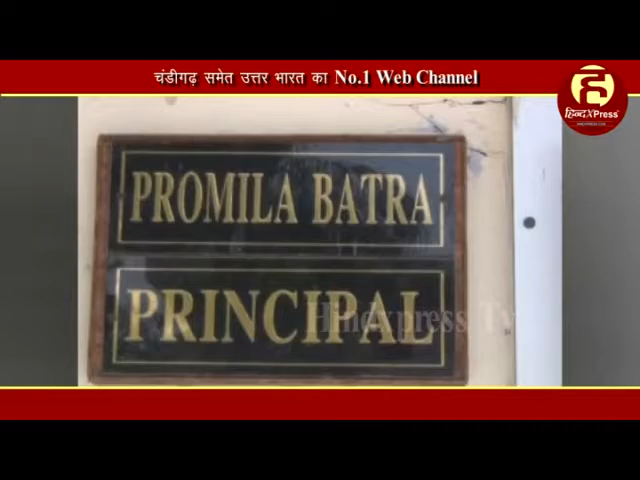 चंडीगढ़ समेत उत्तर भारत का No.1 Web Channel
हिन्दXPress
PROMILA BATRA
PRINCIPAL
Hindxpress Tv